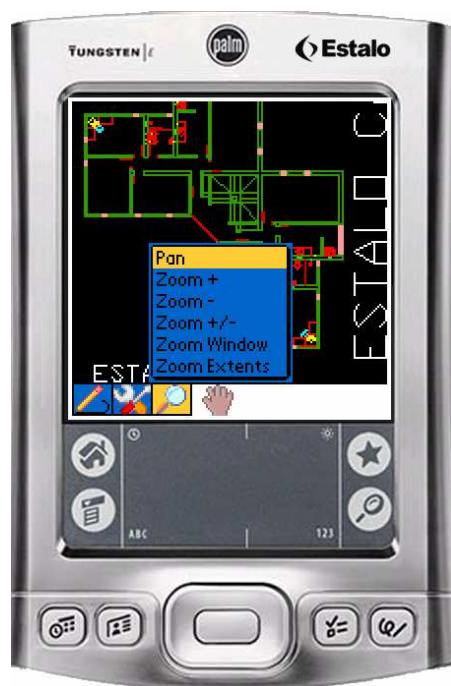 TUNGSTEN | E
palm
Estalo
ESTALO C
Pan
Zoom +
Zoom -
Zoom +/-
Zoom Window
Zoom Extents
ESTA
ABC
123